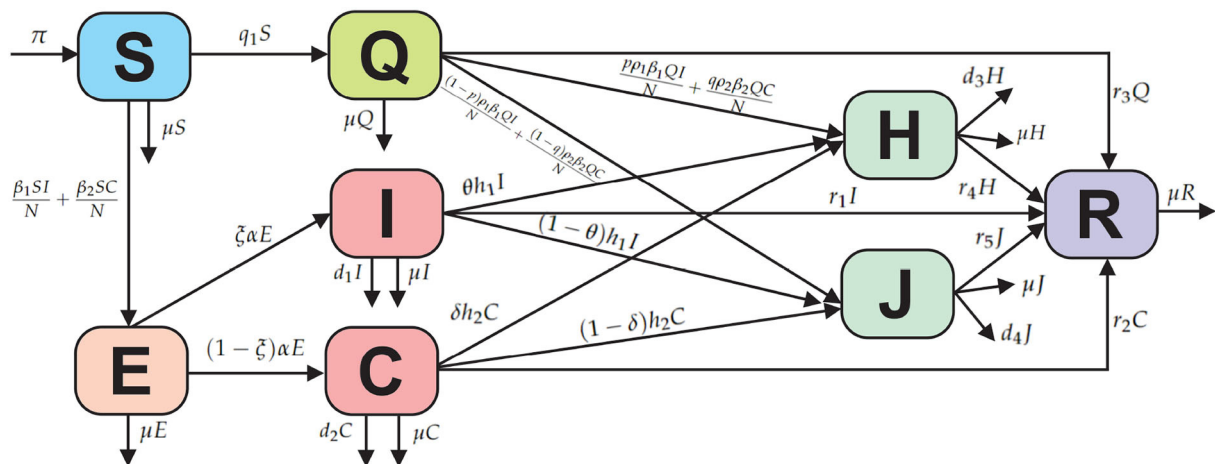 π
S
q₁S
Q
μS
μQ
β₁SI/N + β₂SC/N
(1−p)ρ₁β₁QI/N + (1−q)ρ₂β₂QC/N
pρ₁β₁QI/N + qρ₂β₂QC/N
H
d₃H
μH
r₄H
r₃Q
I
θh₁I
r₁I
(1 − θ)h₁I
d₁I
μI
ξαE
R
μR
r₅J
J
μJ
d₄J
E
(1 − ξ)αE
μE
C
δh₂C
(1 − δ)h₂C
r₂C
d₂C
μC